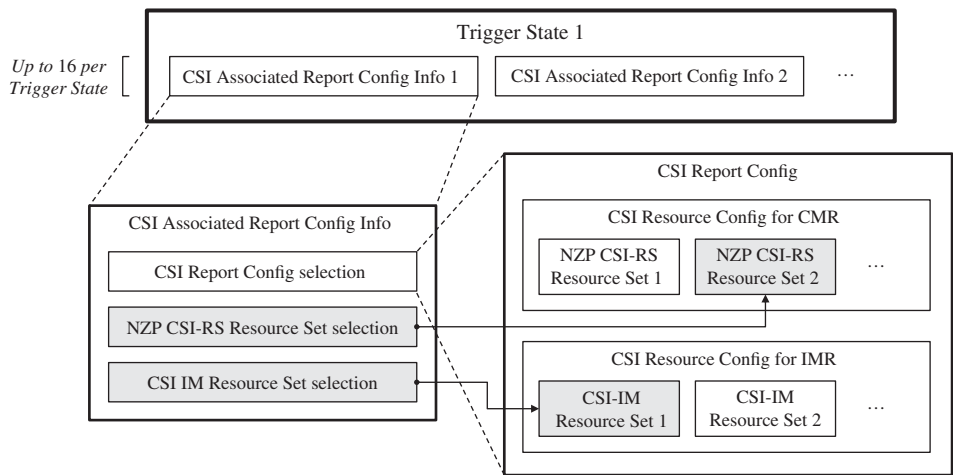 Trigger State 1
Up to 16 per
Trigger State
CSI Associated Report Config Info 1
CSI Associated Report Config Info 2
...
CSI Associated Report Config Info
CSI Report Config selection
NZP CSI-RS Resource Set selection
CSI IM Resource Set selection
CSI Report Config
CSI Resource Config for CMR
NZP CSI-RS
Resource Set 1
NZP CSI-RS
Resource Set 2
...
CSI Resource Config for IMR
CSI-IM
Resource Set 1
CSI-IM
Resource Set 2
...